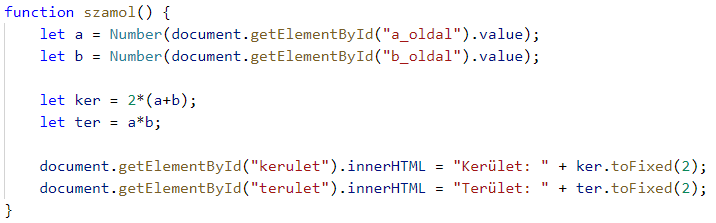 function szamol() {
let a = Number(document.getElementById("a_oldal").value);
let b = Number(document.getElementById("b_oldal").value);
let ker = 2*(a+b);
let ter = a*b;
document.getElementById("kerulet").innerHTML = "Kerület: " + ker.toFixed(2);
document.getElementById("terulet").innerHTML = "Terület: " + ter.toFixed(2);
}